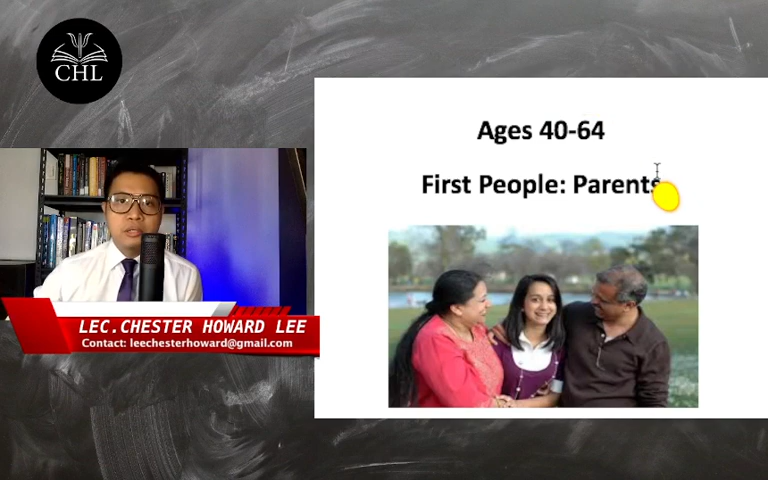 CHL
Ages 40-64
First People: Parents
LEC.CHESTER HOWARD LEE
Contact: leechesterhoward@gmail.com